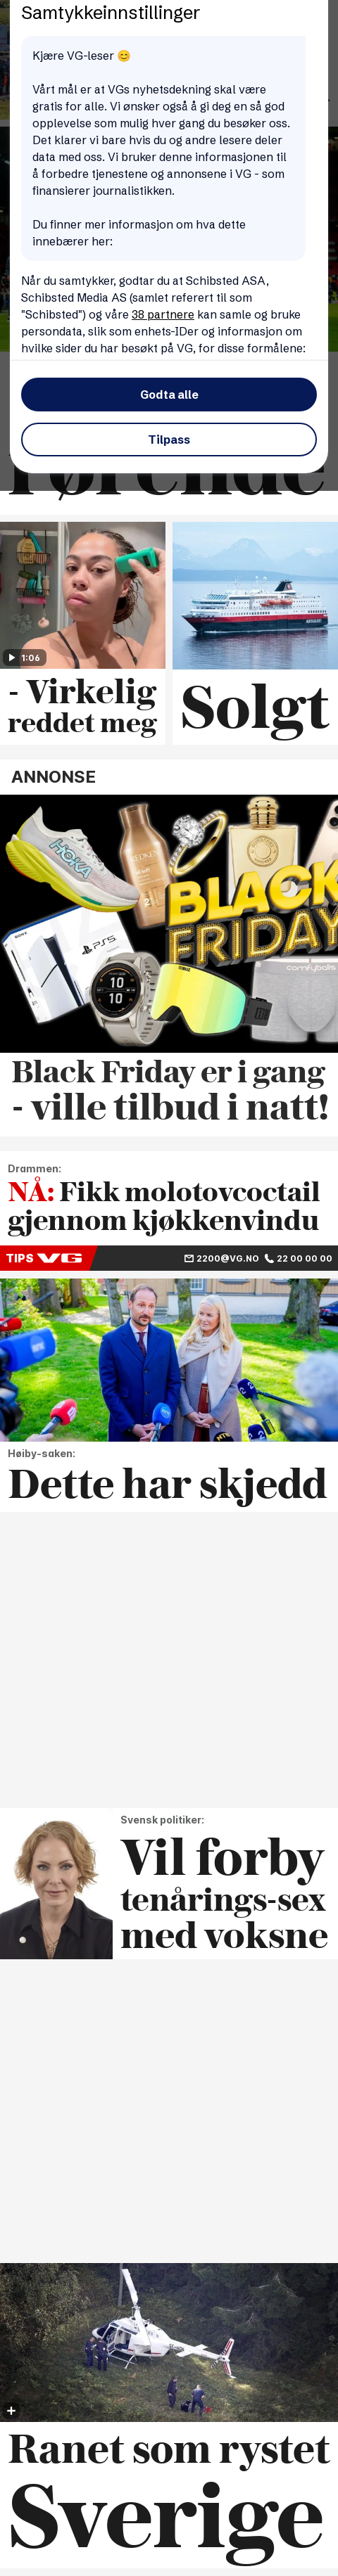 Samtykkeinnstillinger
Kjære VG-leser 😊
Vårt mål er at VGs nyhetsdekning skal være
gratis for alle. Vi ønsker også å gi deg en så god
opplevelse som mulig hver gang du besøker oss.
Det klarer vi bare hvis du og andre lesere deler
data med oss. Vi bruker denne informasjonen til
å forbedre tjenestene og annonsene i VG - som
finansierer journalistikken.
Du finner mer informasjon om hva dette
innebærer her:
Når du samtykker, godtar du at Schibsted ASA,
Schibsted Media AS (samlet referert til som
"Schibsted") og våre 38 partnere kan samle og bruke
persondata, slik som enhets-IDer og informasjon om
hvilke sider du har besøkt på VG, for disse formålene:
Godta alle
Tilpass
1:06
- Virkelig
reddet meg
Solgt
ANNONSE
HOKA
REDKEN
PS5
BLACK
FRIDAY
comfyballs
Black Friday er i gang
- ville tilbud i natt!
Drammen:
NÅ: Fikk molotovcoctail
gjennom kjøkkenvindu
TIPS VG
2200@VG.NO
22 00 00 00
Høiby-saken:
Dette har skjedd
Svensk politiker:
Vil forby
tenårings-sex
med voksne
Ranet som rystet
Sverige